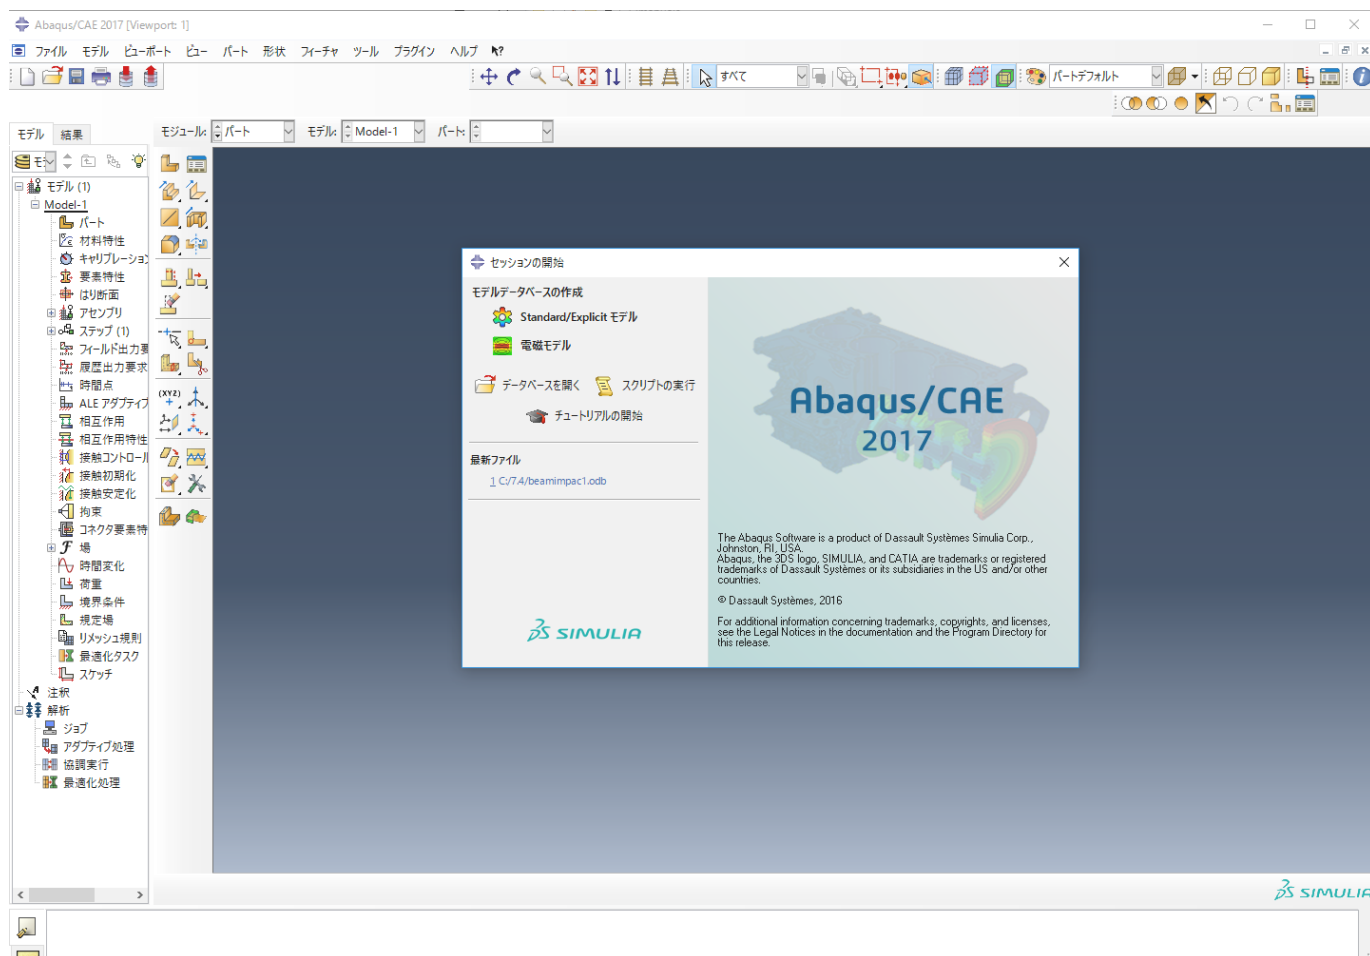 Abaqus/CAE 2017 [Viewport: 1]
ファイル モデル ビューポート ビュー パート 形状 フィーチャ ツール プラグイン ヘルプ
すべて パートデフォルト
モデル 結果 モジュール: パート モデル: Model-1 パート:
モデル (1)
Model-1
パート
材料特性
キャリブレーション
要素特性
はり断面
アセンブリ
ステップ (1)
フィールド出力要
履歴出力要求
時間点
ALE アダプティブ
相互作用
相互作用特性
接触コントロール
接触初期化
接触安定化
拘束
コネクタ要素特
場
時間変化
荷重
境界条件
規定場
リメッシュ規則
最適化タスク
スケッチ
注釈
解析
ジョブ
アダプティブ処理
協調実行
最適化処理
(XYZ)
セッションの開始
モデルデータベースの作成
Standard/Explicit モデル
電磁モデル
データベースを開く スクリプトの実行
チュートリアルの開始
最新ファイル
1 C:/7.4/beamimpac1.odb
SIMULIA
Abaqus/CAE
2017
The Abaqus Software is a product of Dassault Systèmes Simulia Corp.,
Johnston, RI, USA.
Abaqus, the 3DS logo, SIMULIA, and CATIA are trademarks or registered
trademarks of Dassault Systèmes or its subsidiaries in the US and/or other
countries.
© Dassault Systèmes, 2016
For additional information concerning trademarks, copyrights, and licenses,
see the Legal Notices in the documentation and the Program Directory for
this release.
SIMULIA